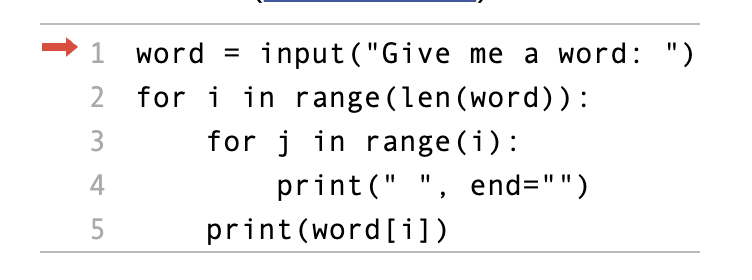 1 word = input("Give me a word: ")
2 for i in range(len(word)):
3     for j in range(i):
4         print(" ", end="")
5     print(word[i])